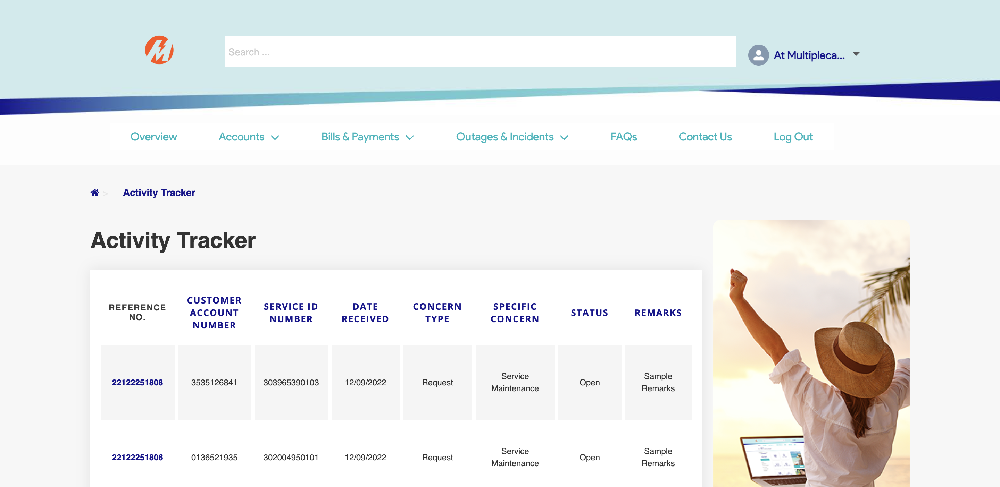 Search ...
At Multipleca...
Overview
Accounts
Bills & Payments
Outages & Incidents
FAQs
Contact Us
Log Out
>
Activity Tracker
Activity Tracker
REFERENCE
NO.
CUSTOMER
ACCOUNT
NUMBER
SERVICE ID
NUMBER
DATE
RECEIVED
CONCERN
TYPE
SPECIFIC
CONCERN
STATUS
REMARKS
22122251808
3535126841
303965390103
12/09/2022
Request
Service
Maintenance
Open
Sample
Remarks
22122251806
0136521935
302004950101
12/09/2022
Request
Service
Maintenance
Open
Sample
Remarks